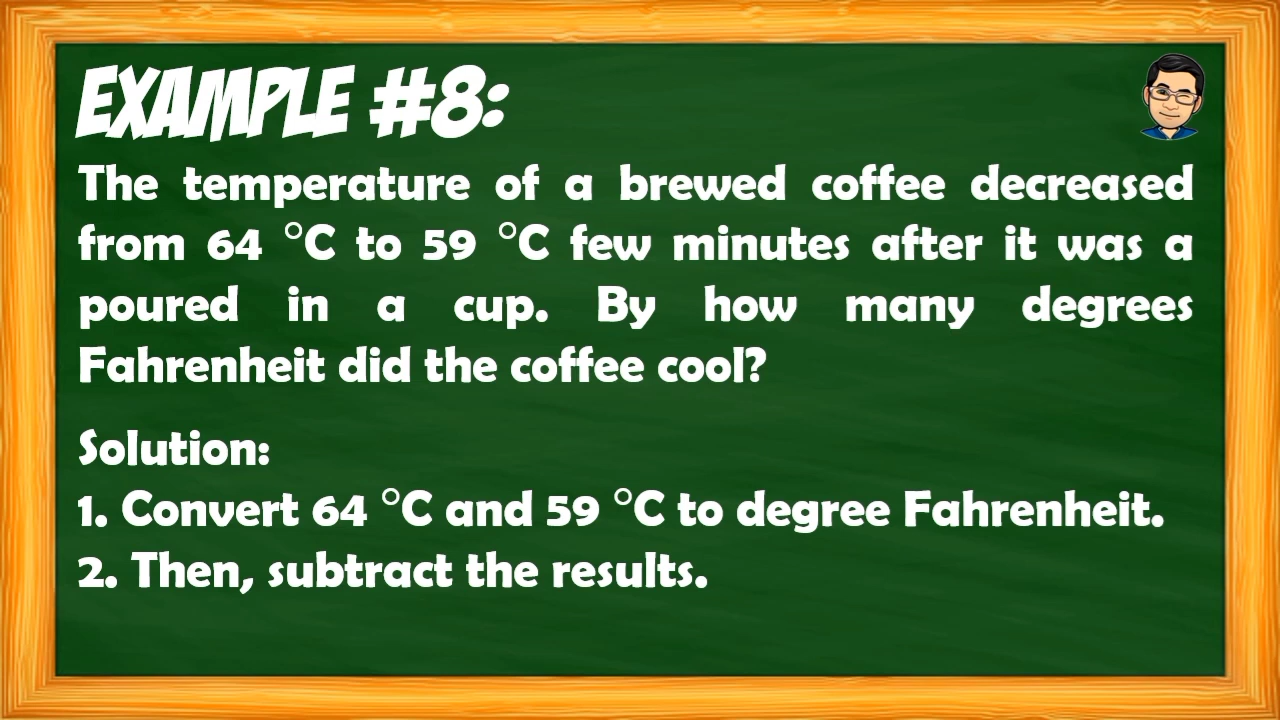 EXAMPLE #8:
The temperature of a brewed coffee decreased
from 64 °C to 59 °C few minutes after it was a
poured in a cup. By how many degrees
Fahrenheit did the coffee cool?
Solution:
1. Convert 64 °C and 59 °C to degree Fahrenheit.
2. Then, subtract the results.